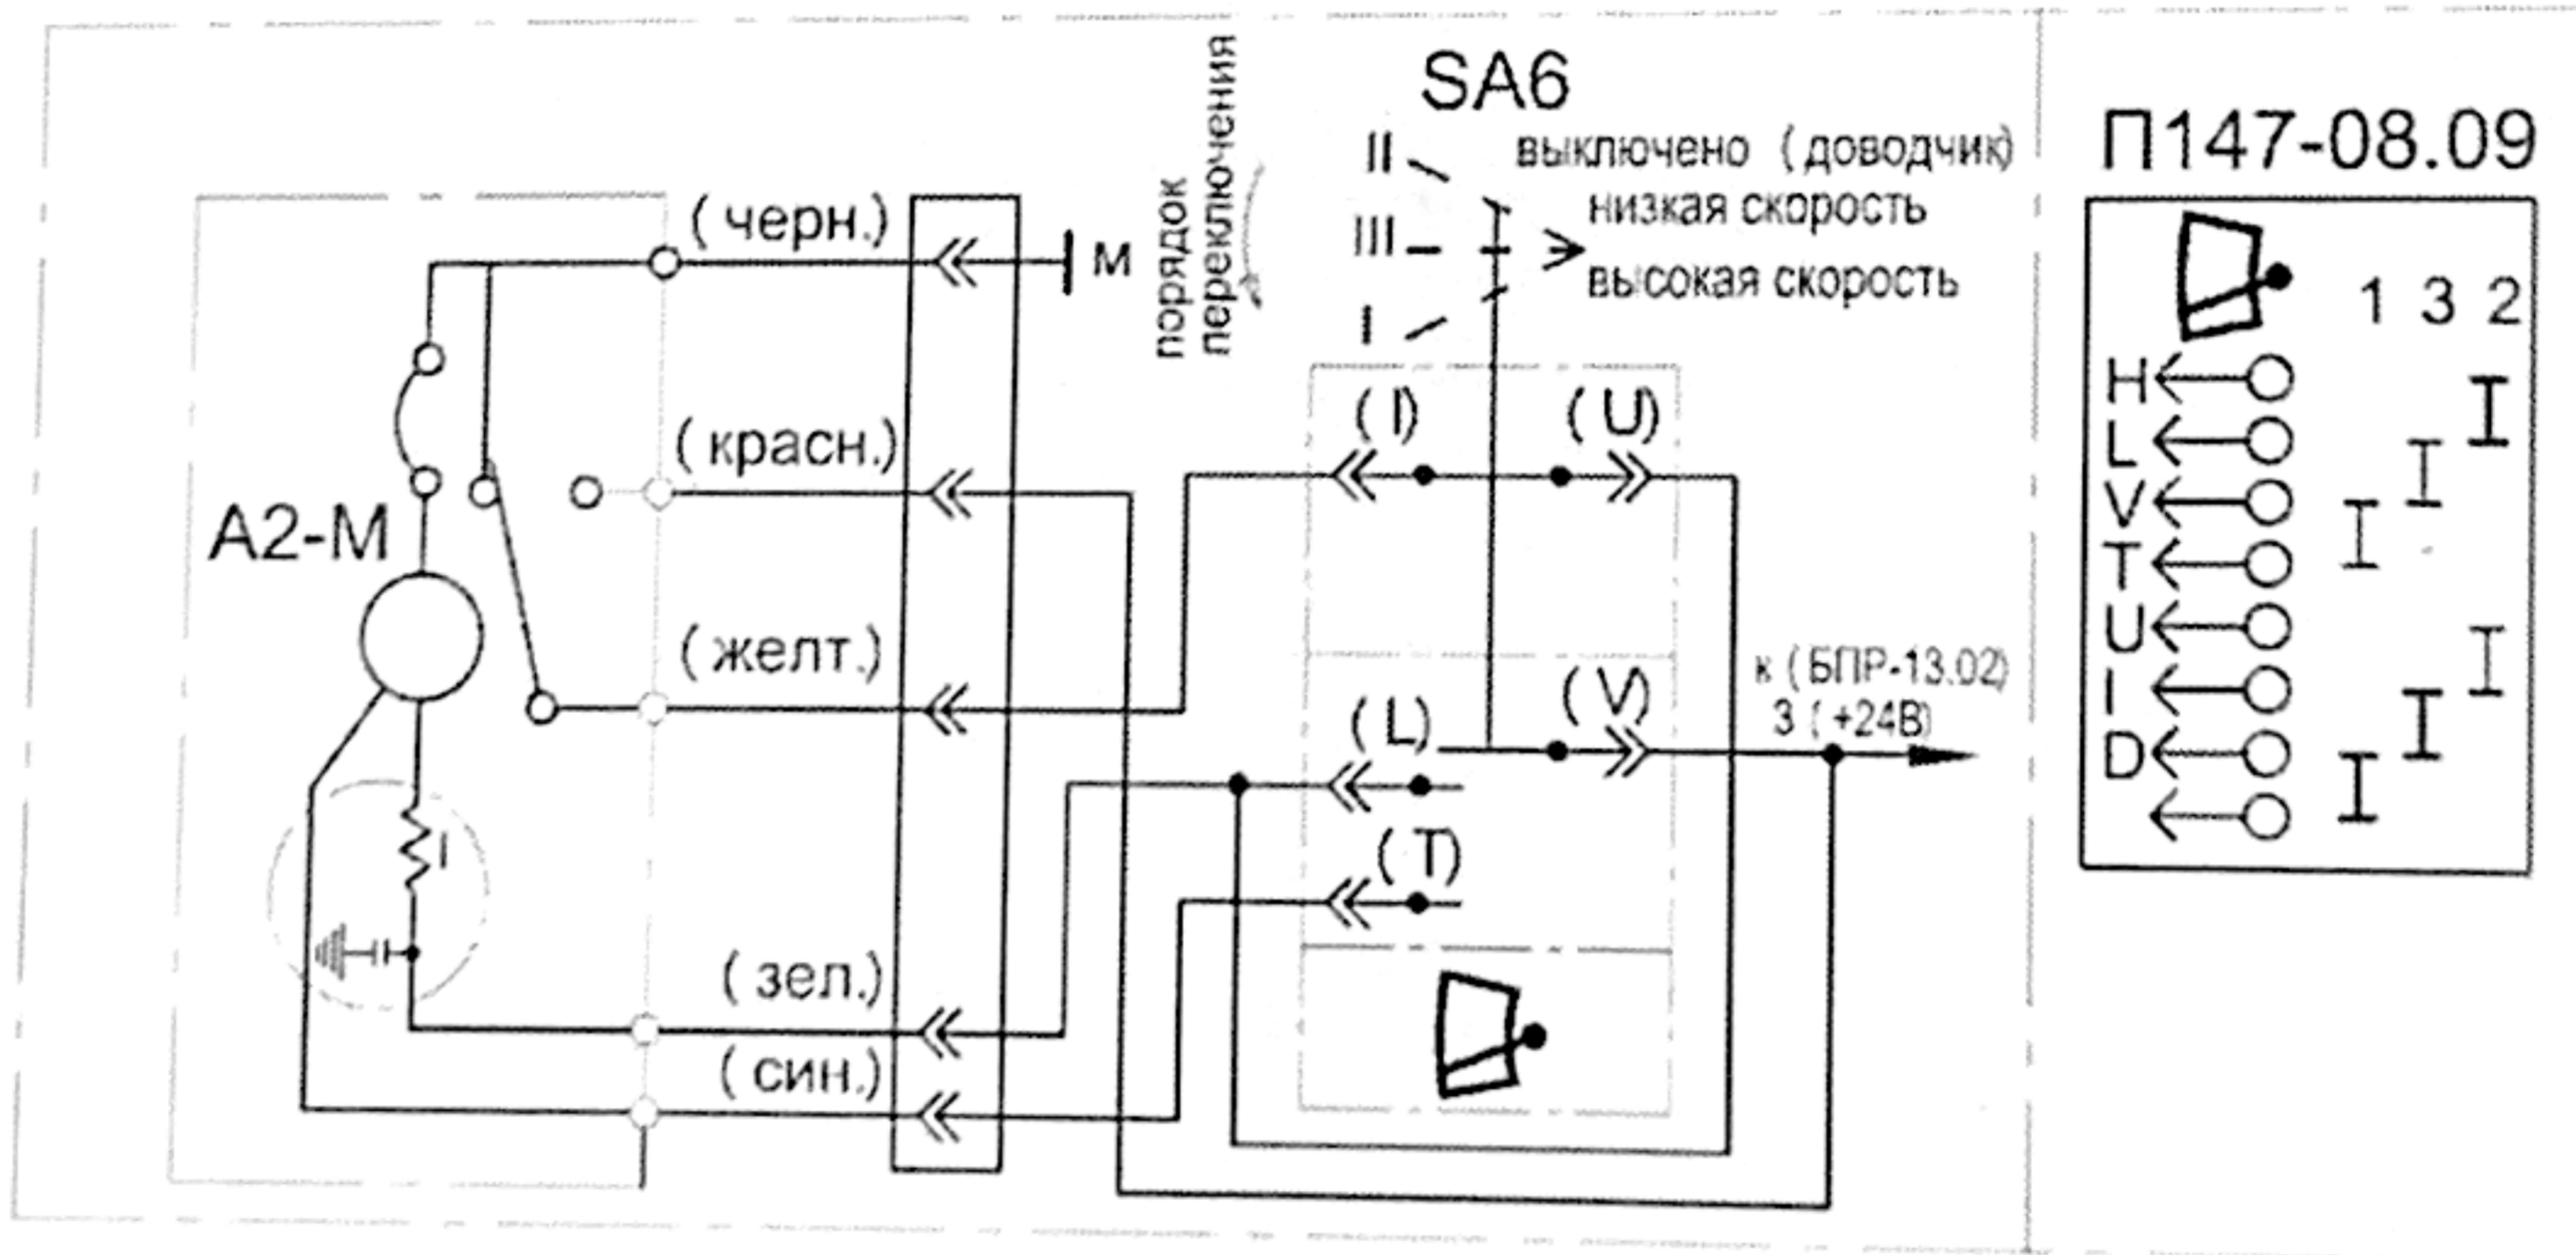 SA6
II выключено (доводчик)
низкая скорость
III
высокая скорость
I
порядок
переключения
(черн.)
М
(красн.)
А2-М
(желт.)
(зел.)
(син.)
(I)
(U)
(L)
(V)
(T)
к (БПР-13.02)
3 (+24В)
П147-08.09
1 3 2
H
L
V
T
U
I
D